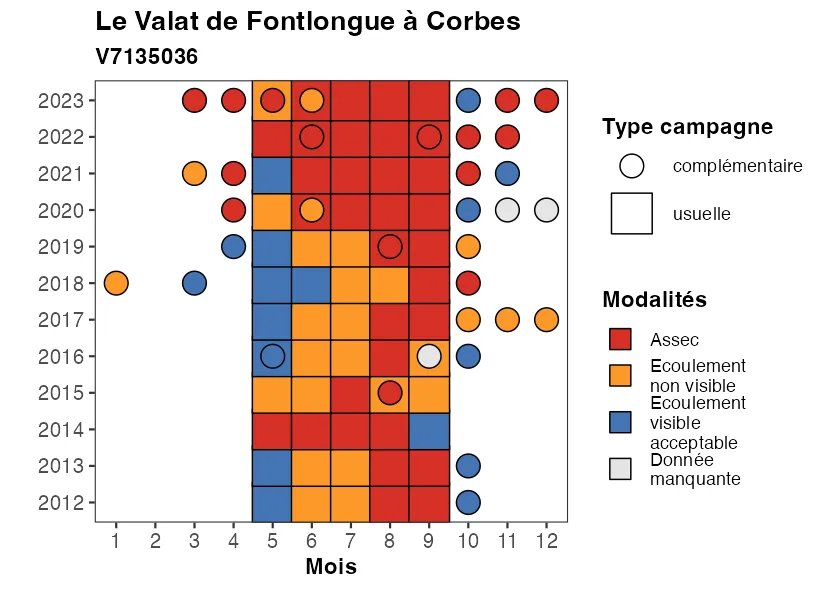 Le Valat de Fontlongue à Corbes
V7135036
2023
2022
2021
2020
2019
2018
2017
2016
2015
2014
2013
2012
1 2 3 4 5 6 7 8 9 10 11 12
Mois
Type campagne
complémentaire
usuelle
Modalités
Assec
Ecoulement
non visible
Ecoulement
visible
acceptable
Donnée
manquante